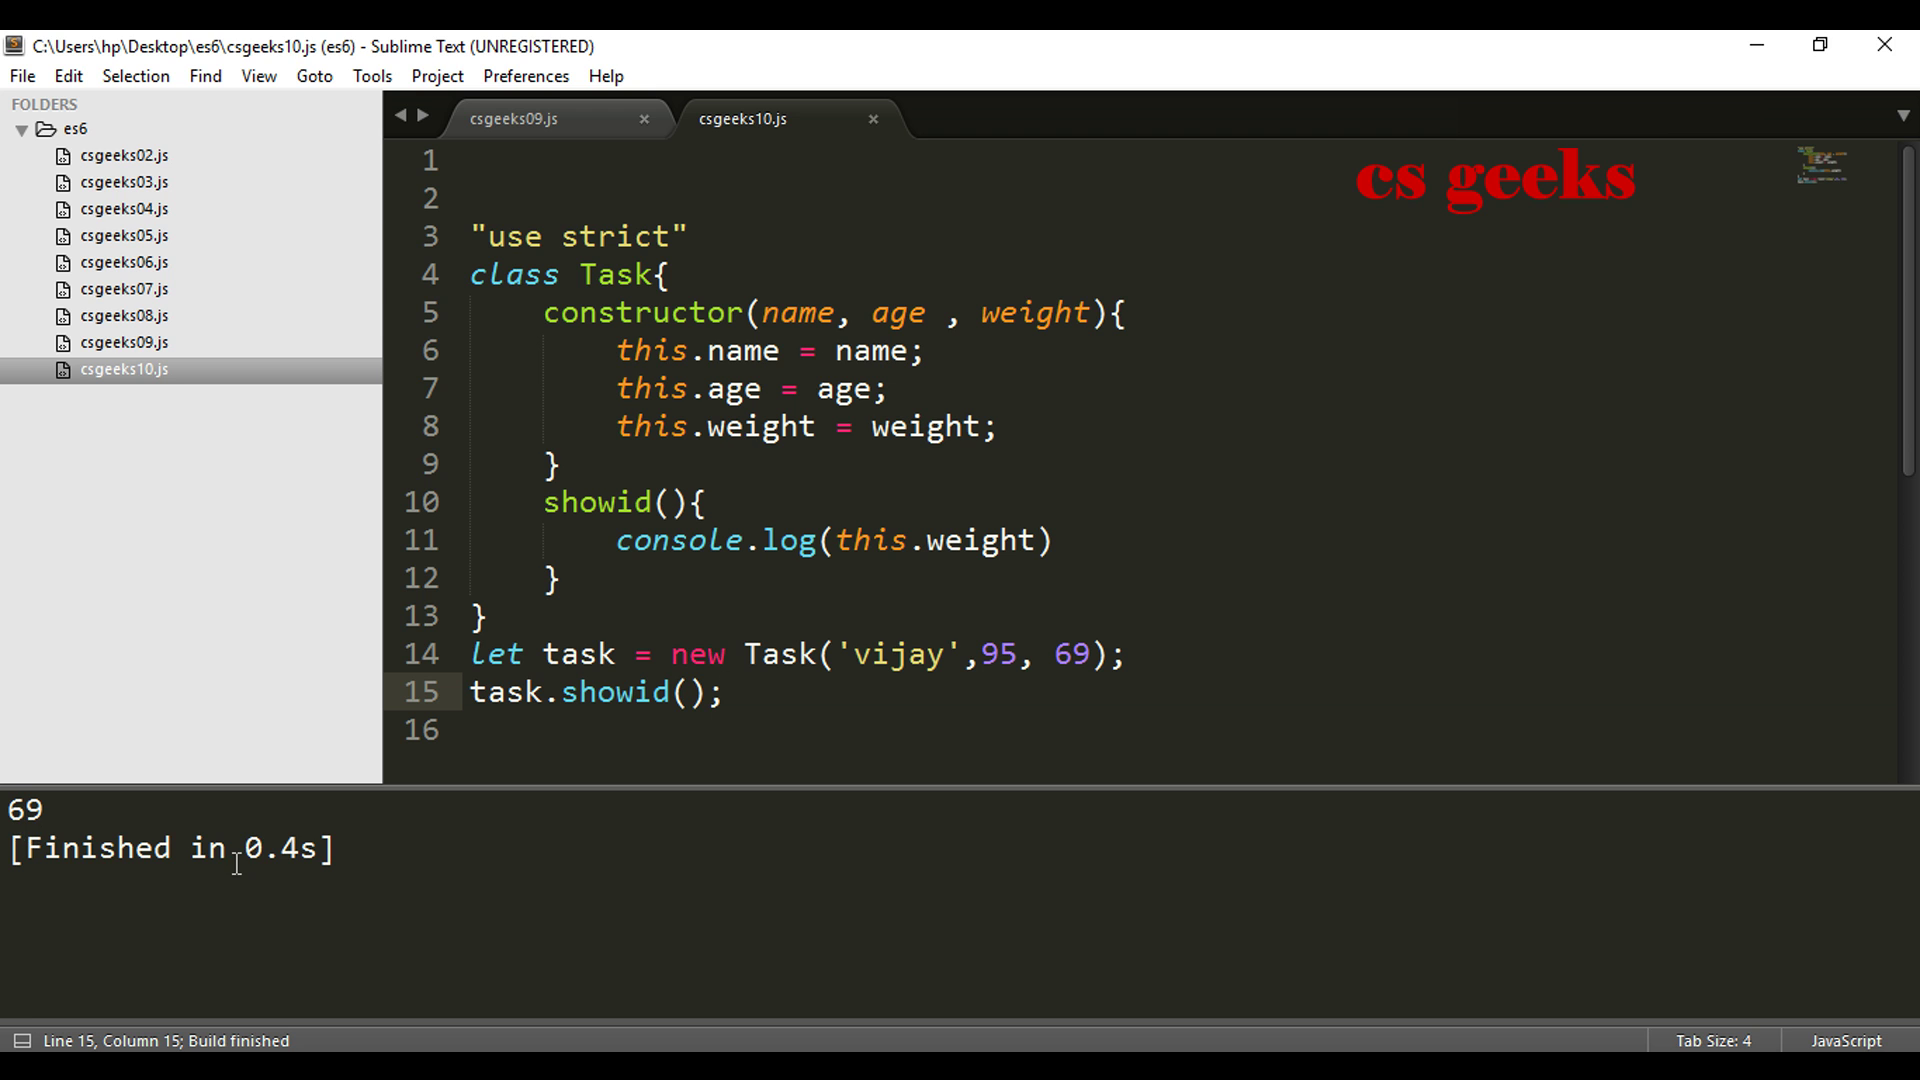 C:\Users\hp\Desktop\es6\csgeeks10.js (es6) - Sublime Text (UNREGISTERED)
File Edit Selection Find View Goto Tools Project Preferences Help
FOLDERS
es6
csgeeks02.js
csgeeks03.js
csgeeks04.js
csgeeks05.js
csgeeks06.js
csgeeks07.js
csgeeks08.js
csgeeks09.js
csgeeks10.js
csgeeks09.js × csgeeks10.js ×
cs geeks
1
2
3 "use strict"
4 class Task{
5 constructor(name, age , weight){
6 this.name = name;
7 this.age = age;
8 this.weight = weight;
9 }
10 showid(){
11 console.log(this.weight)
12 }
13 }
14 let task = new Task('vijay',95, 69);
15 task.showid();
16
69
[Finished in 0.4s]
Line 15, Column 15; Build finished Tab Size: 4 JavaScript